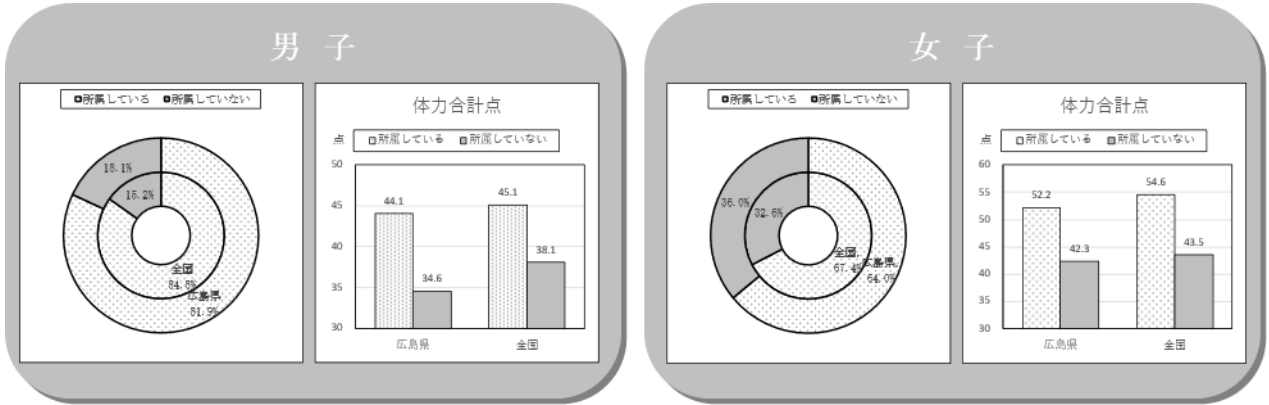 男 子
所属している 所属していない
18.1%
15.2%
全国
84.8%
広島県
81.9%
体力合計点
点
所属している 所属していない
50
45
40
35
30
44.1
34.6
45.1
38.1
広島県
全国
女 子
所属している 所属していない
36.0%
32.6%
全国,
67.4%
広島県,
64.0%
体力合計点
点
所属している 所属していない
60
55
50
45
40
35
30
52.2
42.3
54.6
43.5
広島県
全国